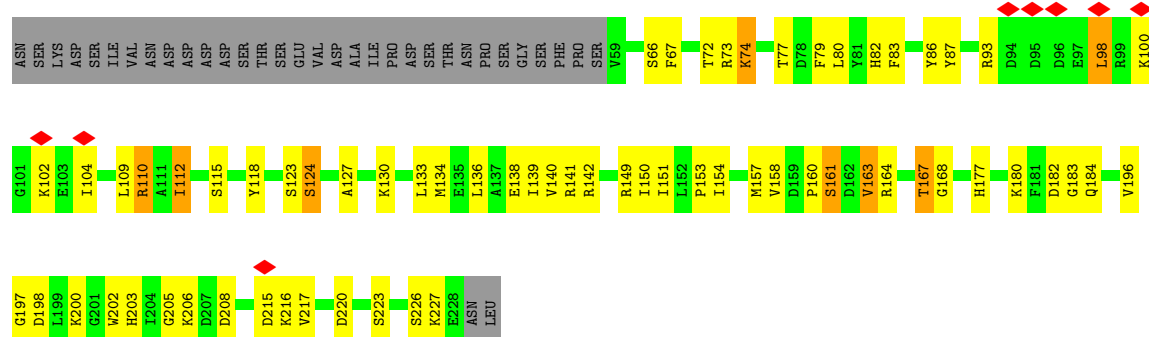 ASN SER LYS ASP SER ILE VAL ASN ASP ASP ASP ASP SER THR SER GLU VAL ASP ALA ILE PRO ASP SER THR ASN PRO SER GLY SER PHE PRO SER V59 S66 F67 T72 R73 K74 T77 D78 F79 L80 Y81 H82 F83 Y86 Y87 R93 D94 D95 D96 E97 L98 R99 K100
G101 K102 E103 I104 L109 R110 A111 I112 S115 Y118 S123 S124 A127 K130 L133 M134 E135 L136 A137 E138 I139 V140 R141 R142 R149 I150 I151 L152 P153 I154 M157 V158 D159 P160 S161 D162 V163 R164 T167 G168 H177 K180 F181 D182 G183 Q184 V196
G197 D198 L199 K200 G201 W202 H203 I204 G205 K206 D207 D208 D215 K216 V217 D220 S223 S226 K227 E228 ASN LEU